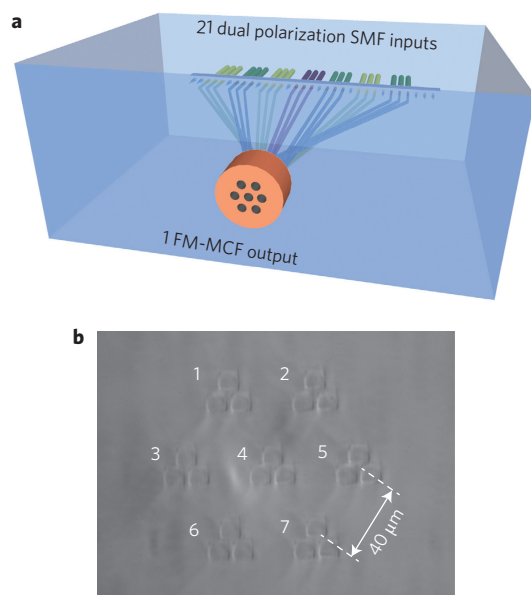 a
21 dual polarization SMF inputs
1 FM-MCF output
b
1 2
3 4 5
6 7
40 μm